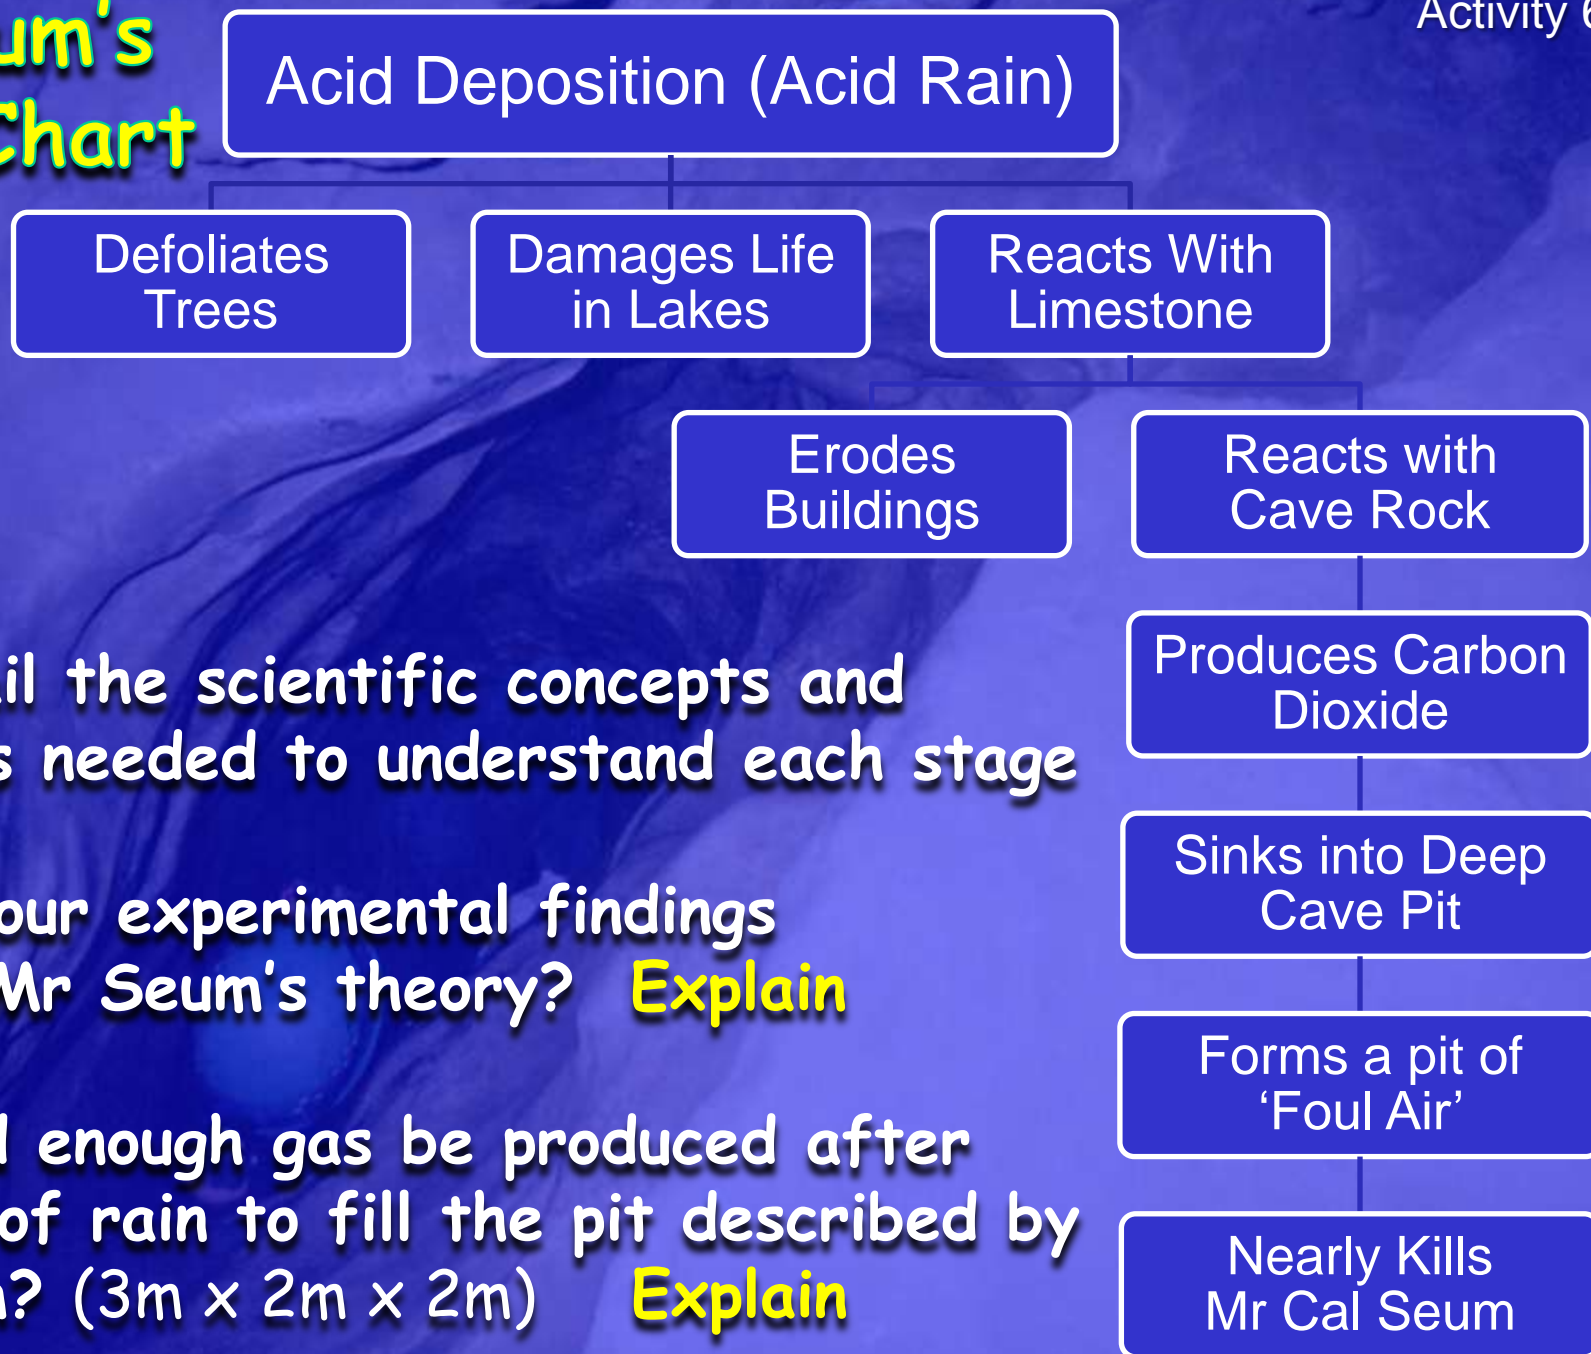 Activity 6
um's
Chart
Acid Deposition (Acid Rain)
Defoliates
Trees
Damages Life
in Lakes
Reacts With
Limestone
Erodes
Buildings
Reacts with
Cave Rock
Produces Carbon
Dioxide
Sinks into Deep
Cave Pit
Forms a pit of
‘Foul Air’
Nearly Kills
Mr Cal Seum
il the scientific concepts and
s needed to understand each stage
our experimental findings
Mr Seum's theory? Explain
enough gas be produced after
of rain to fill the pit described by
? (3m x 2m x 2m) Explain